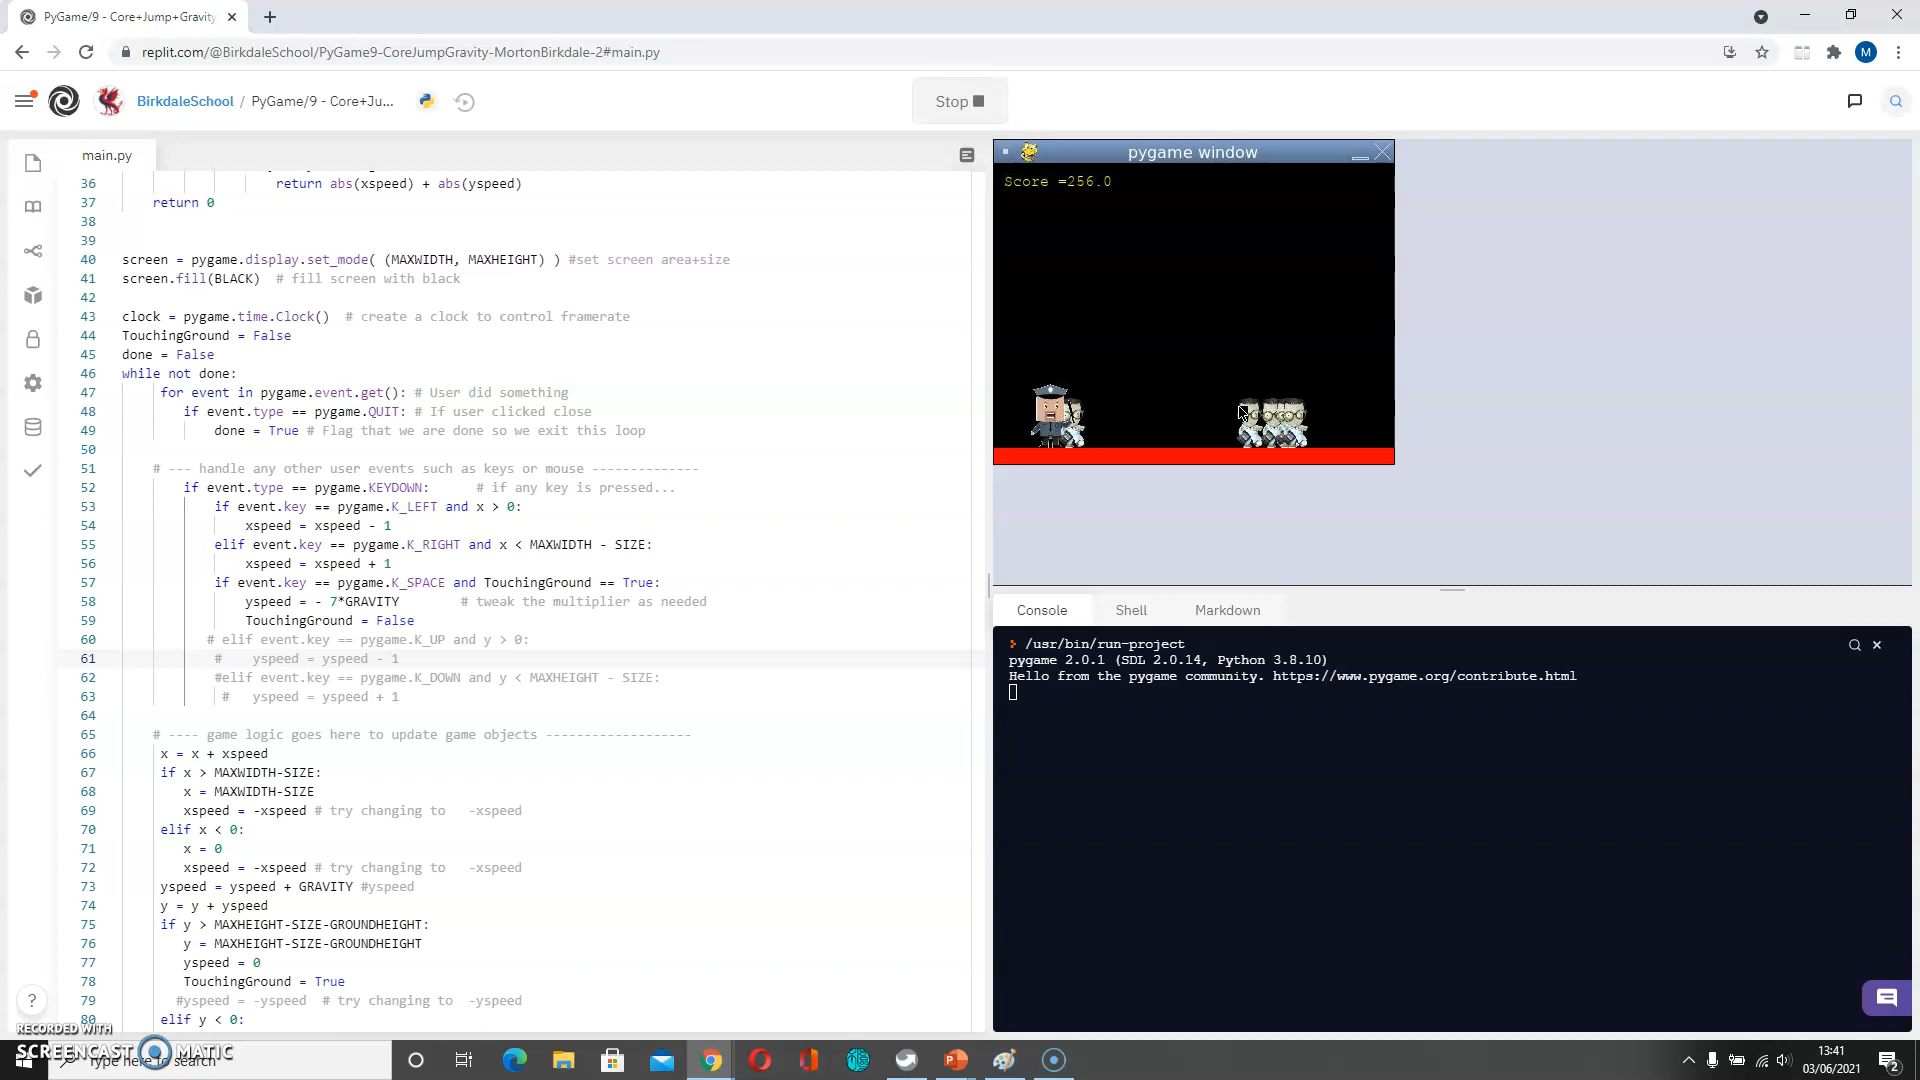 PyGame/9 - Core+Jump+Gravity
replit.com/@BirkdaleSchool/PyGame9-CoreJumpGravity-MortonBirkdale-2#main.py
M
BirkdaleSchool / PyGame/9 - Core+Ju...
Stop
main.py
36 return abs(xspeed) + abs(yspeed)
37 return 0
38
39
40 screen = pygame.display.set_mode( (MAXWIDTH, MAXHEIGHT) ) #set screen area+size
41 screen.fill(BLACK)  # fill screen with black
42
43 clock = pygame.time.Clock()  # create a clock to control framerate
44 TouchingGround = False
45 done = False
46 while not done:
47 for event in pygame.event.get(): # User did something
48 if event.type == pygame.QUIT: # If user clicked close
49 done = True # Flag that we are done so we exit this loop
50
51 # --- handle any other user events such as keys or mouse --------------
52 if event.type == pygame.KEYDOWN:      # if any key is pressed...
53 if event.key == pygame.K_LEFT and x > 0:
54 xspeed = xspeed - 1
55 elif event.key == pygame.K_RIGHT and x < MAXWIDTH - SIZE:
56 xspeed = xspeed + 1
57 if event.key == pygame.K_SPACE and TouchingGround == True:
58 yspeed = - 7*GRAVITY        # tweak the multiplier as needed
59 TouchingGround = False
60 # elif event.key == pygame.K_UP and y > 0:
61 #    yspeed = yspeed - 1
62 #elif event.key == pygame.K_DOWN and y < MAXHEIGHT - SIZE:
63 #   yspeed = yspeed + 1
64
65 # ---- game logic goes here to update game objects -------------------
66 x = x + xspeed
67 if x > MAXWIDTH-SIZE:
68 x = MAXWIDTH-SIZE
69 xspeed = -xspeed # try changing to   -xspeed
70 elif x < 0:
71 x = 0
72 xspeed = -xspeed # try changing to   -xspeed
73 yspeed = yspeed + GRAVITY #yspeed
74 y = y + yspeed
75 if y > MAXHEIGHT-SIZE-GROUNDHEIGHT:
76 y = MAXHEIGHT-SIZE-GROUNDHEIGHT
77 yspeed = 0
78 TouchingGround = True
79 #yspeed = -yspeed  # try changing to  -yspeed
80 elif y < 0:
pygame window
Score =256.0
Console Shell Markdown
/usr/bin/run-project
pygame 2.0.1 (SDL 2.0.14, Python 3.8.10)
Hello from the pygame community. https://www.pygame.org/contribute.html
?
RECORDED WITH
SCREENCAST MATIC
Type here to search
13:41
03/06/2021
2